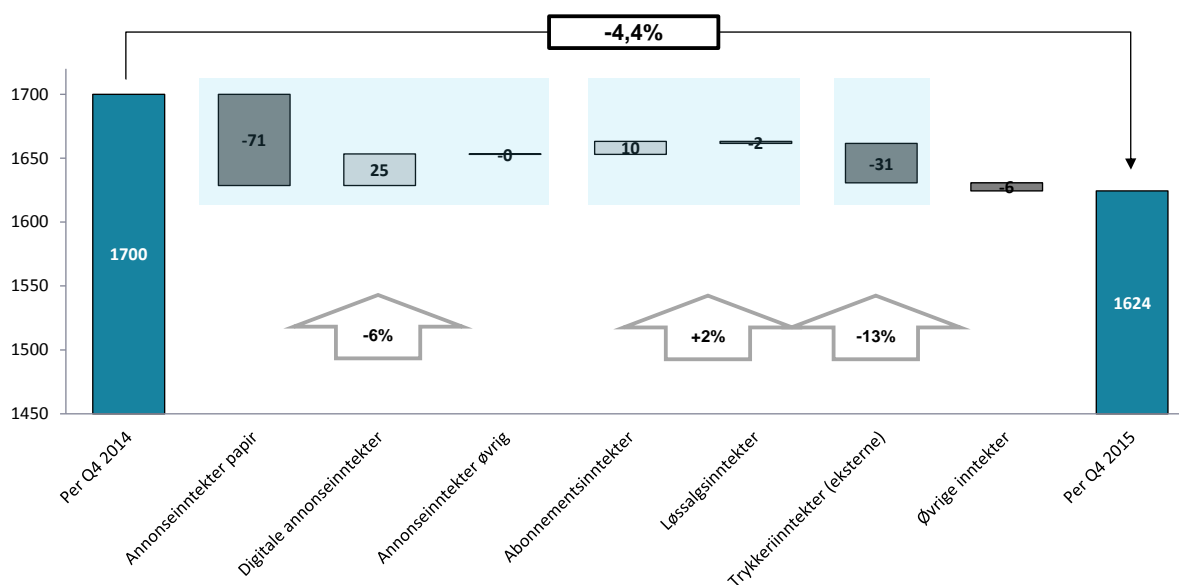 -4,4%
1700
1650
1600
1550
1500
1450
1700
-71
25
-0
10
-2
-31
-6
1624
-6%
+2%
-13%
Per Q4 2014
Annonseinntekter papir
Digitale annonseinntekter
Annonseinntekter øvrig
Abonnementsinntekter
Løssalgsinntekter
Trykkeriinntekter (eksterne)
Øvrige inntekter
Per Q4 2015